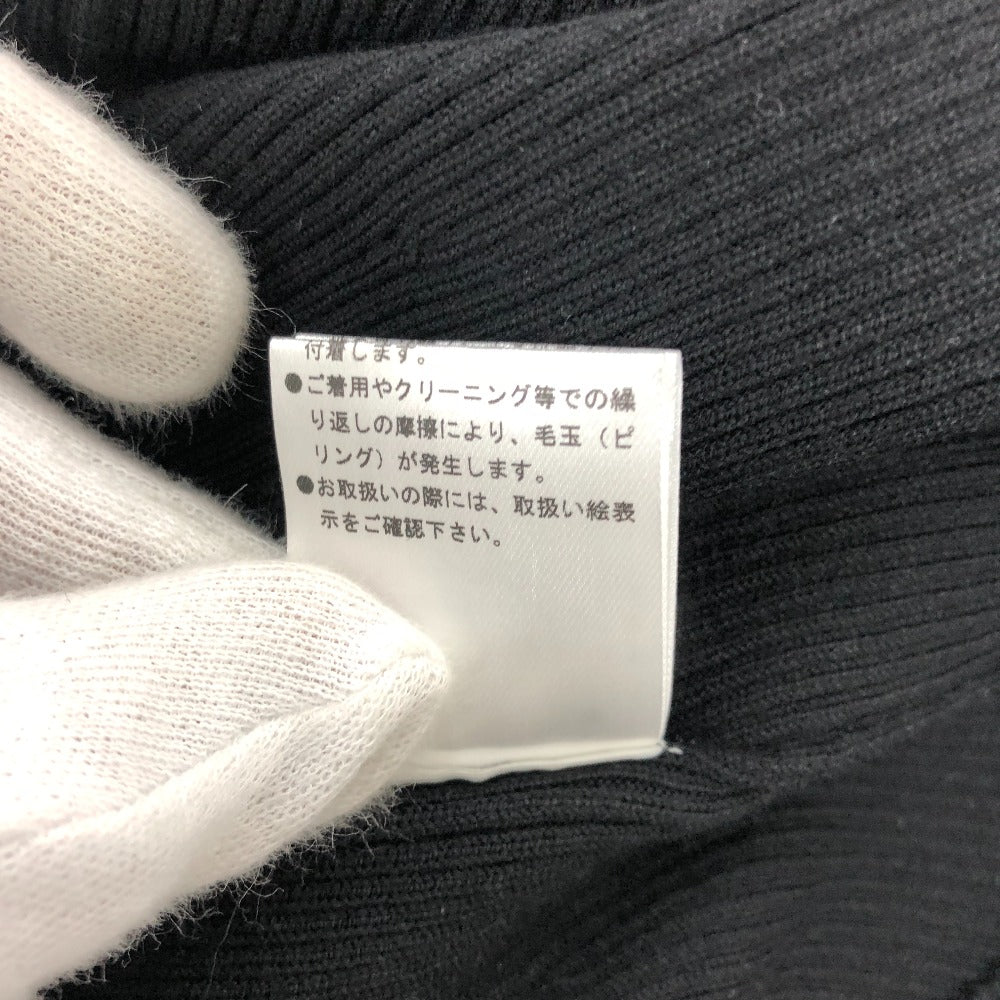 付着します。
●ご着用やクリーニング等での繰
り返しの摩擦により、毛玉（ピ
リング）が発生します。
●お取扱いの際には、取扱い絵表
示をご確認下さい。